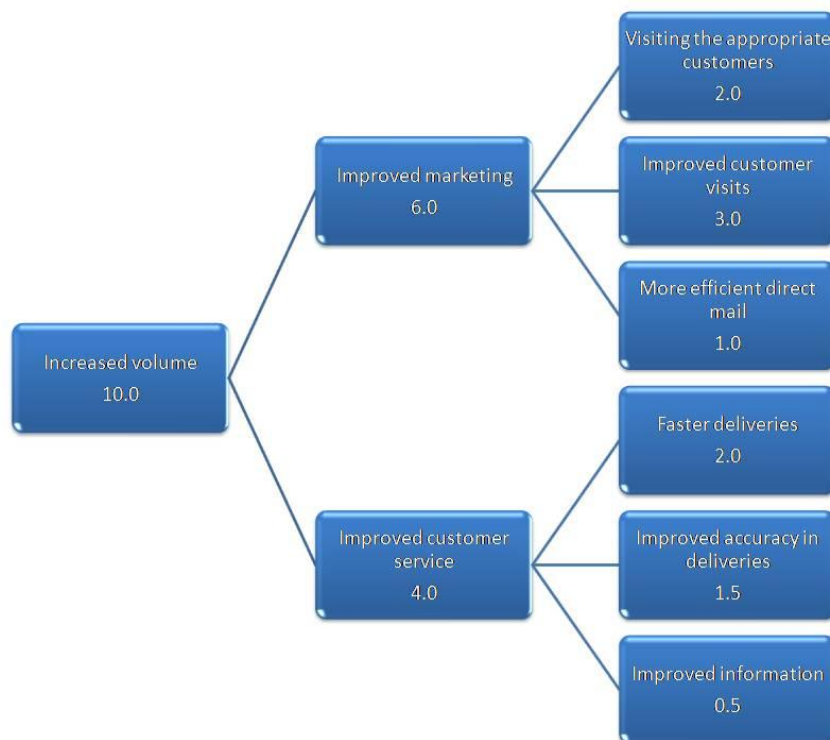 Increased volume
10.0
Improved marketing
6.0
Visiting the appropriate
customers
2.0
Improved customer
visits
3.0
More efficient direct
mail
1.0
Improved customer
service
4.0
Faster deliveries
2.0
Improved accuracy in
deliveries
1.5
Improved information
0.5